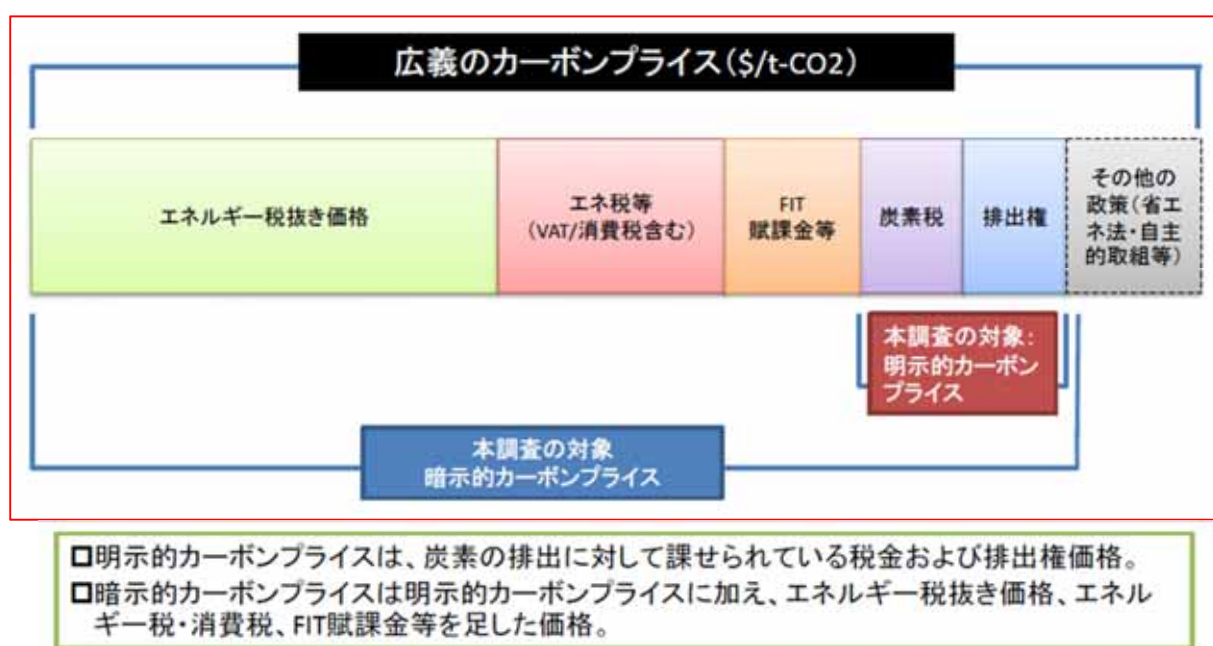 広義のカーボンプライス($/t-CO2)
エネルギー税抜き価格
エネ税等
(VAT/消費税含む)
FIT
賦課金等
炭素税
排出権
その他の
政策(省エ
ネ法・自主
的取組等)
本調査の対象:
明示的カーボン
プライス
本調査の対象
暗示的カーボンプライス
□明示的カーボンプライスは、炭素の排出に対して課せられている税金および排出権価格。
□暗示的カーボンプライスは明示的カーボンプライスに加え、エネルギー税抜き価格、エネル
ギー税・消費税、FIT賦課金等を足した価格。